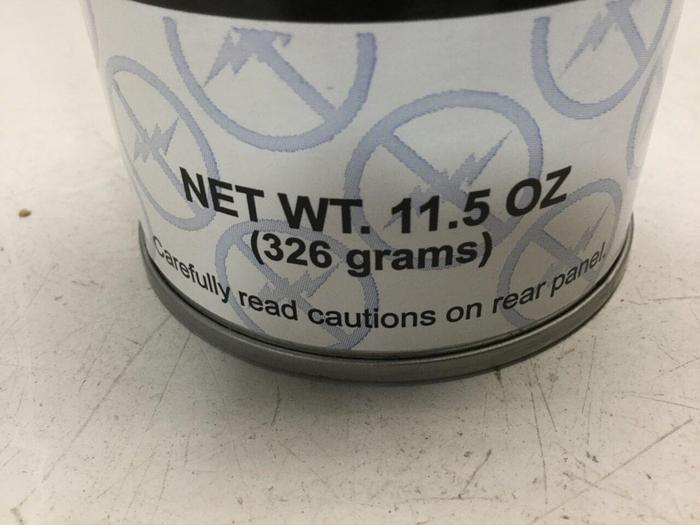 NET WT. 11.5 OZ
(326 grams)
Carefully read cautions on rear panel.